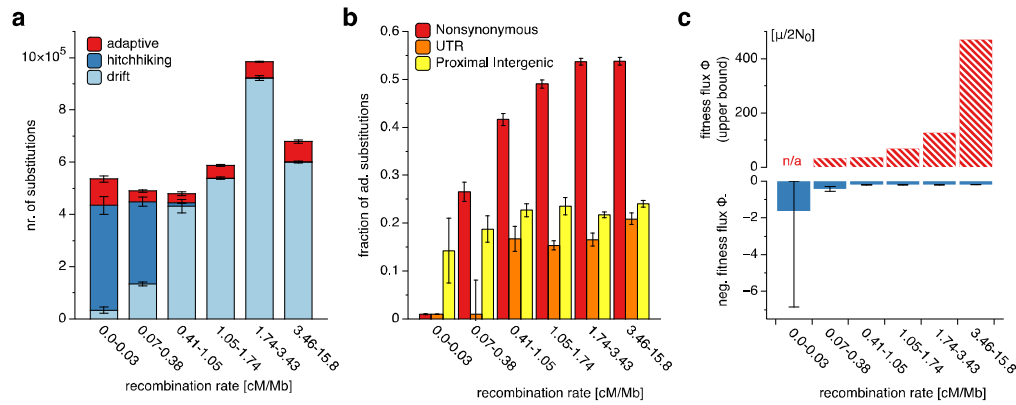 a
adaptive
hitchhiking
drift
nr. of substitutions
10×10⁵
8
6
4
2
0
0.0-0.03
0.07-0.38
0.41-1.05
1.05-1.74
1.74-3.43
3.46-15.8
recombination rate [cM/Mb]
b
Nonsynonymous
UTR
Proximal Intergenic
fraction of ad. substitutions
0.6
0.5
0.4
0.3
0.2
0.1
0
0.0-0.03
0.07-0.38
0.41-1.05
1.05-1.74
1.74-3.43
3.46-15.8
recombination rate [cM/Mb]
c
[μ/2N₀]
fitness flux Φ
(upper bound)
400
200
0
n/a
neg. fitness flux Φ-
0
−2
−4
−6
0.0-0.03
0.07-0.38
0.41-1.05
1.05-1.74
1.74-3.43
3.46-15.8
recombination rate [cM/Mb]